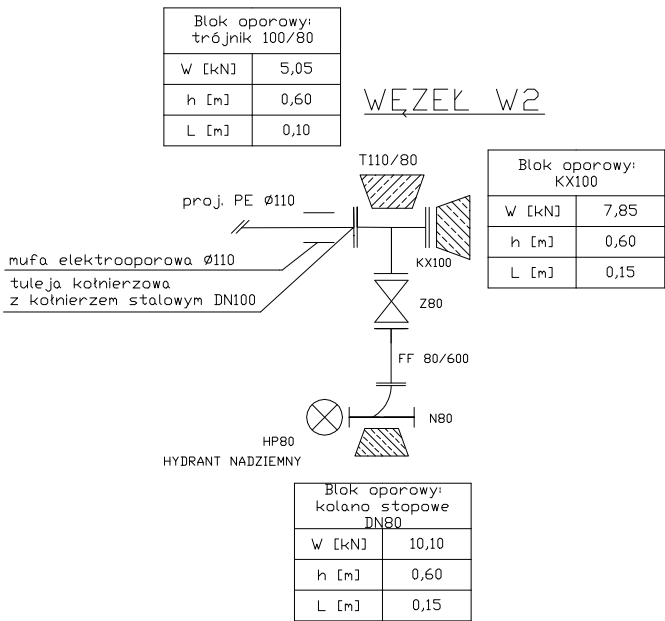 Blok oporowy:
trójnik 100/80
W [kN] 5,05
h [m] 0,60
L [m] 0,10
WĘZEŁ W2
T110/80
Blok oporowy:
KX100
W [kN] 7,85
h [m] 0,60
L [m] 0,15
proj. PE Ø110
mufa elektrooporowa Ø110
tuleja kołnierzowa
z kołnierzem stalowym DN100
KX100
Z80
FF 80/600
N80
HP80
HYDRANT NADZIEMNY
Blok oporowy:
kolano stopowe
DN80
W [kN] 10,10
h [m] 0,60
L [m] 0,15